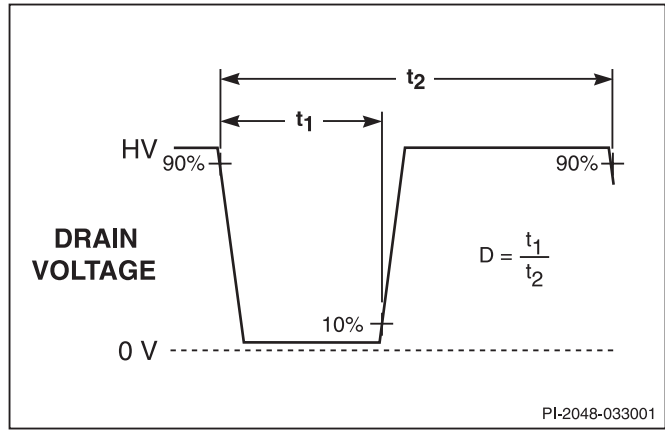 t2
t1
HV
90%
90%
DRAIN
VOLTAGE
D = t1
t2
10%
0 V
PI-2048-033001